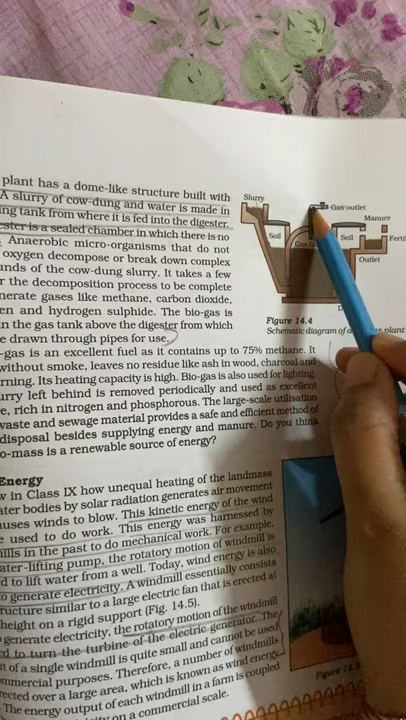 plant has a dome-like structure built with
A slurry of cow-dung and water is made in
ing tank from where it is fed into the digester.
ester is a sealed chamber in which there is no
Anaerobic micro-organisms that do not
oxygen decompose or break down complex
unds of the cow-dung slurry. It takes a few
r the decomposition process to be complete
nerate gases like methane, carbon dioxide,
en and hydrogen sulphide. The bio-gas is
in the gas tank above the digester from which
e drawn through pipes for use.
-gas is an excellent fuel as it contains up to 75% methane. It
without smoke, leaves no residue like ash in wood, charcoal and
rning. Its heating capacity is high. Bio-gas is also used for lighting.
urry left behind is removed periodically and used as excellent
e, rich in nitrogen and phosphorous. The large-scale utilisation
waste and sewage material provides a safe and efficient method of
disposal besides supplying energy and manure. Do you think
o-mass is a renewable source of energy?
Slurry
Gas outlet
Manure
Soil
Gas
Soil
Ferti
Outlet
Figure 14.4
Schematic diagram of a
plant
Energy
w in Class IX how unequal heating of the landmass
ater bodies by solar radiation generates air movement
auses winds to blow. This kinetic energy of the wind
e used to do work. This energy was harnessed by
ills in the past to do mechanical work. For example,
ater-lifting pump, the rotatory motion of windmill is
d to lift water from a well. Today, wind energy is also
to generate electricity. A windmill essentially consists
ructure similar to a large electric fan that is erected at
height on a rigid support (Fig. 14.5).
generate electricity, the rotatory motion of the windmill
ed to turn the turbine of the electric generator. The
ut of a single windmill is quite small and cannot be used
mmercial purposes. Therefore, a number of windmills
rected over a large area, which is known as wind energy
The energy output of each windmill in a farm is coupled
on a commercial scale.
Figure 14.5